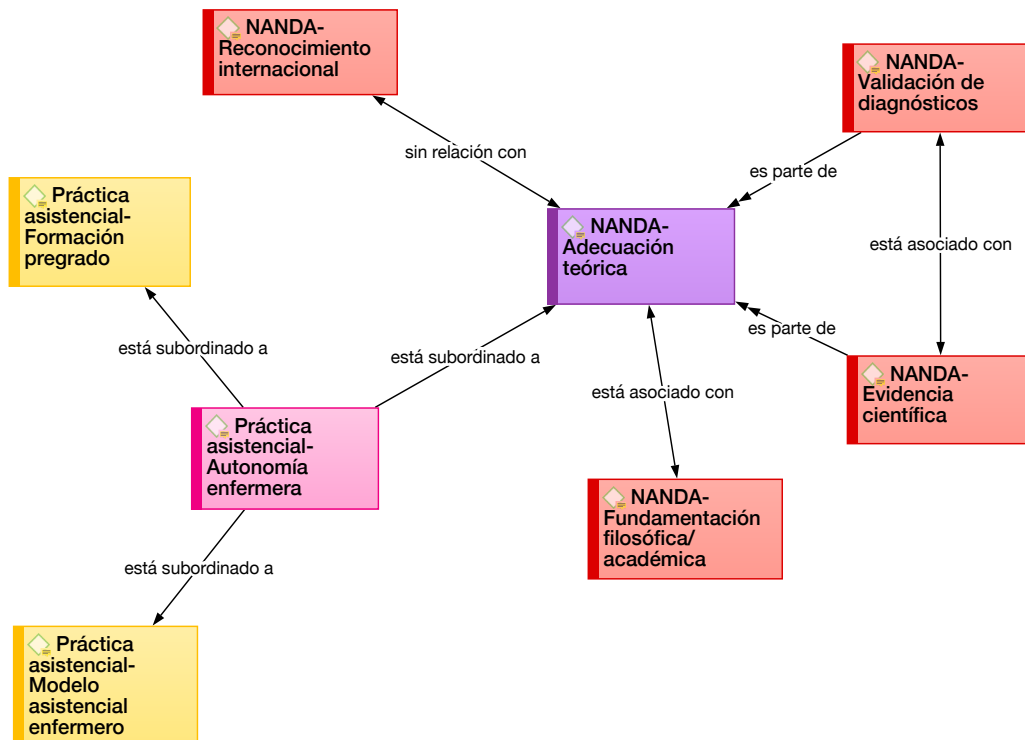 NANDA-
Reconocimiento
internacional
NANDA-
Validación de
diagnósticos
sin relación con
es parte de
Práctica
asistencial-
Formación
pregrado
NANDA-
Adecuación
teórica
está asociado con
está subordinado a
está subordinado a
es parte de
NANDA-
Evidencia
científica
está asociado con
Práctica
asistencial-
Autonomía
enfermera
NANDA-
Fundamentación
filosófica/
académica
está subordinado a
Práctica
asistencial-
Modelo
asistencial
enfermero